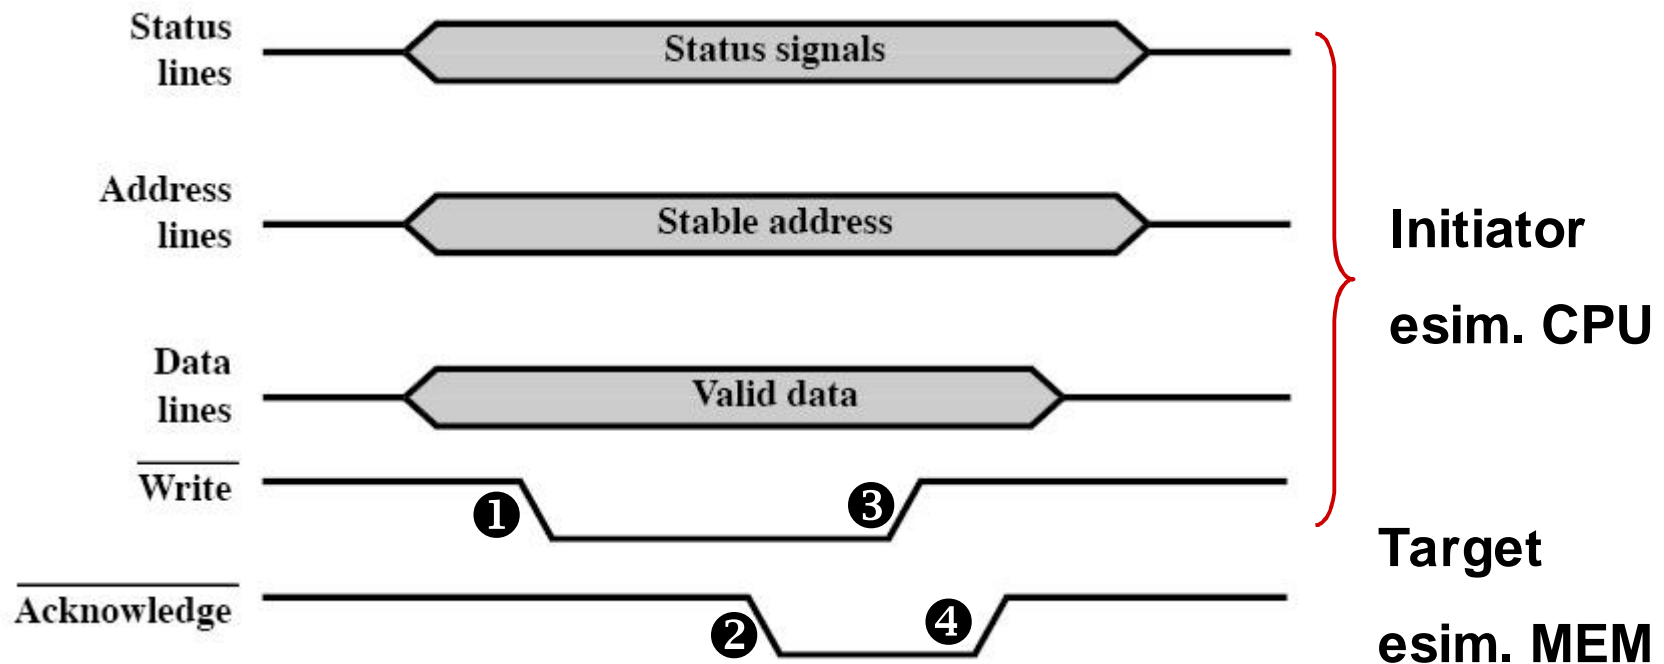 Status
lines
Status signals
Address
lines
Stable address
Initiator
esim. CPU
Data
lines
Valid data
Write
❶
❸
Target
Acknowledge
❷
❹
esim. MEM